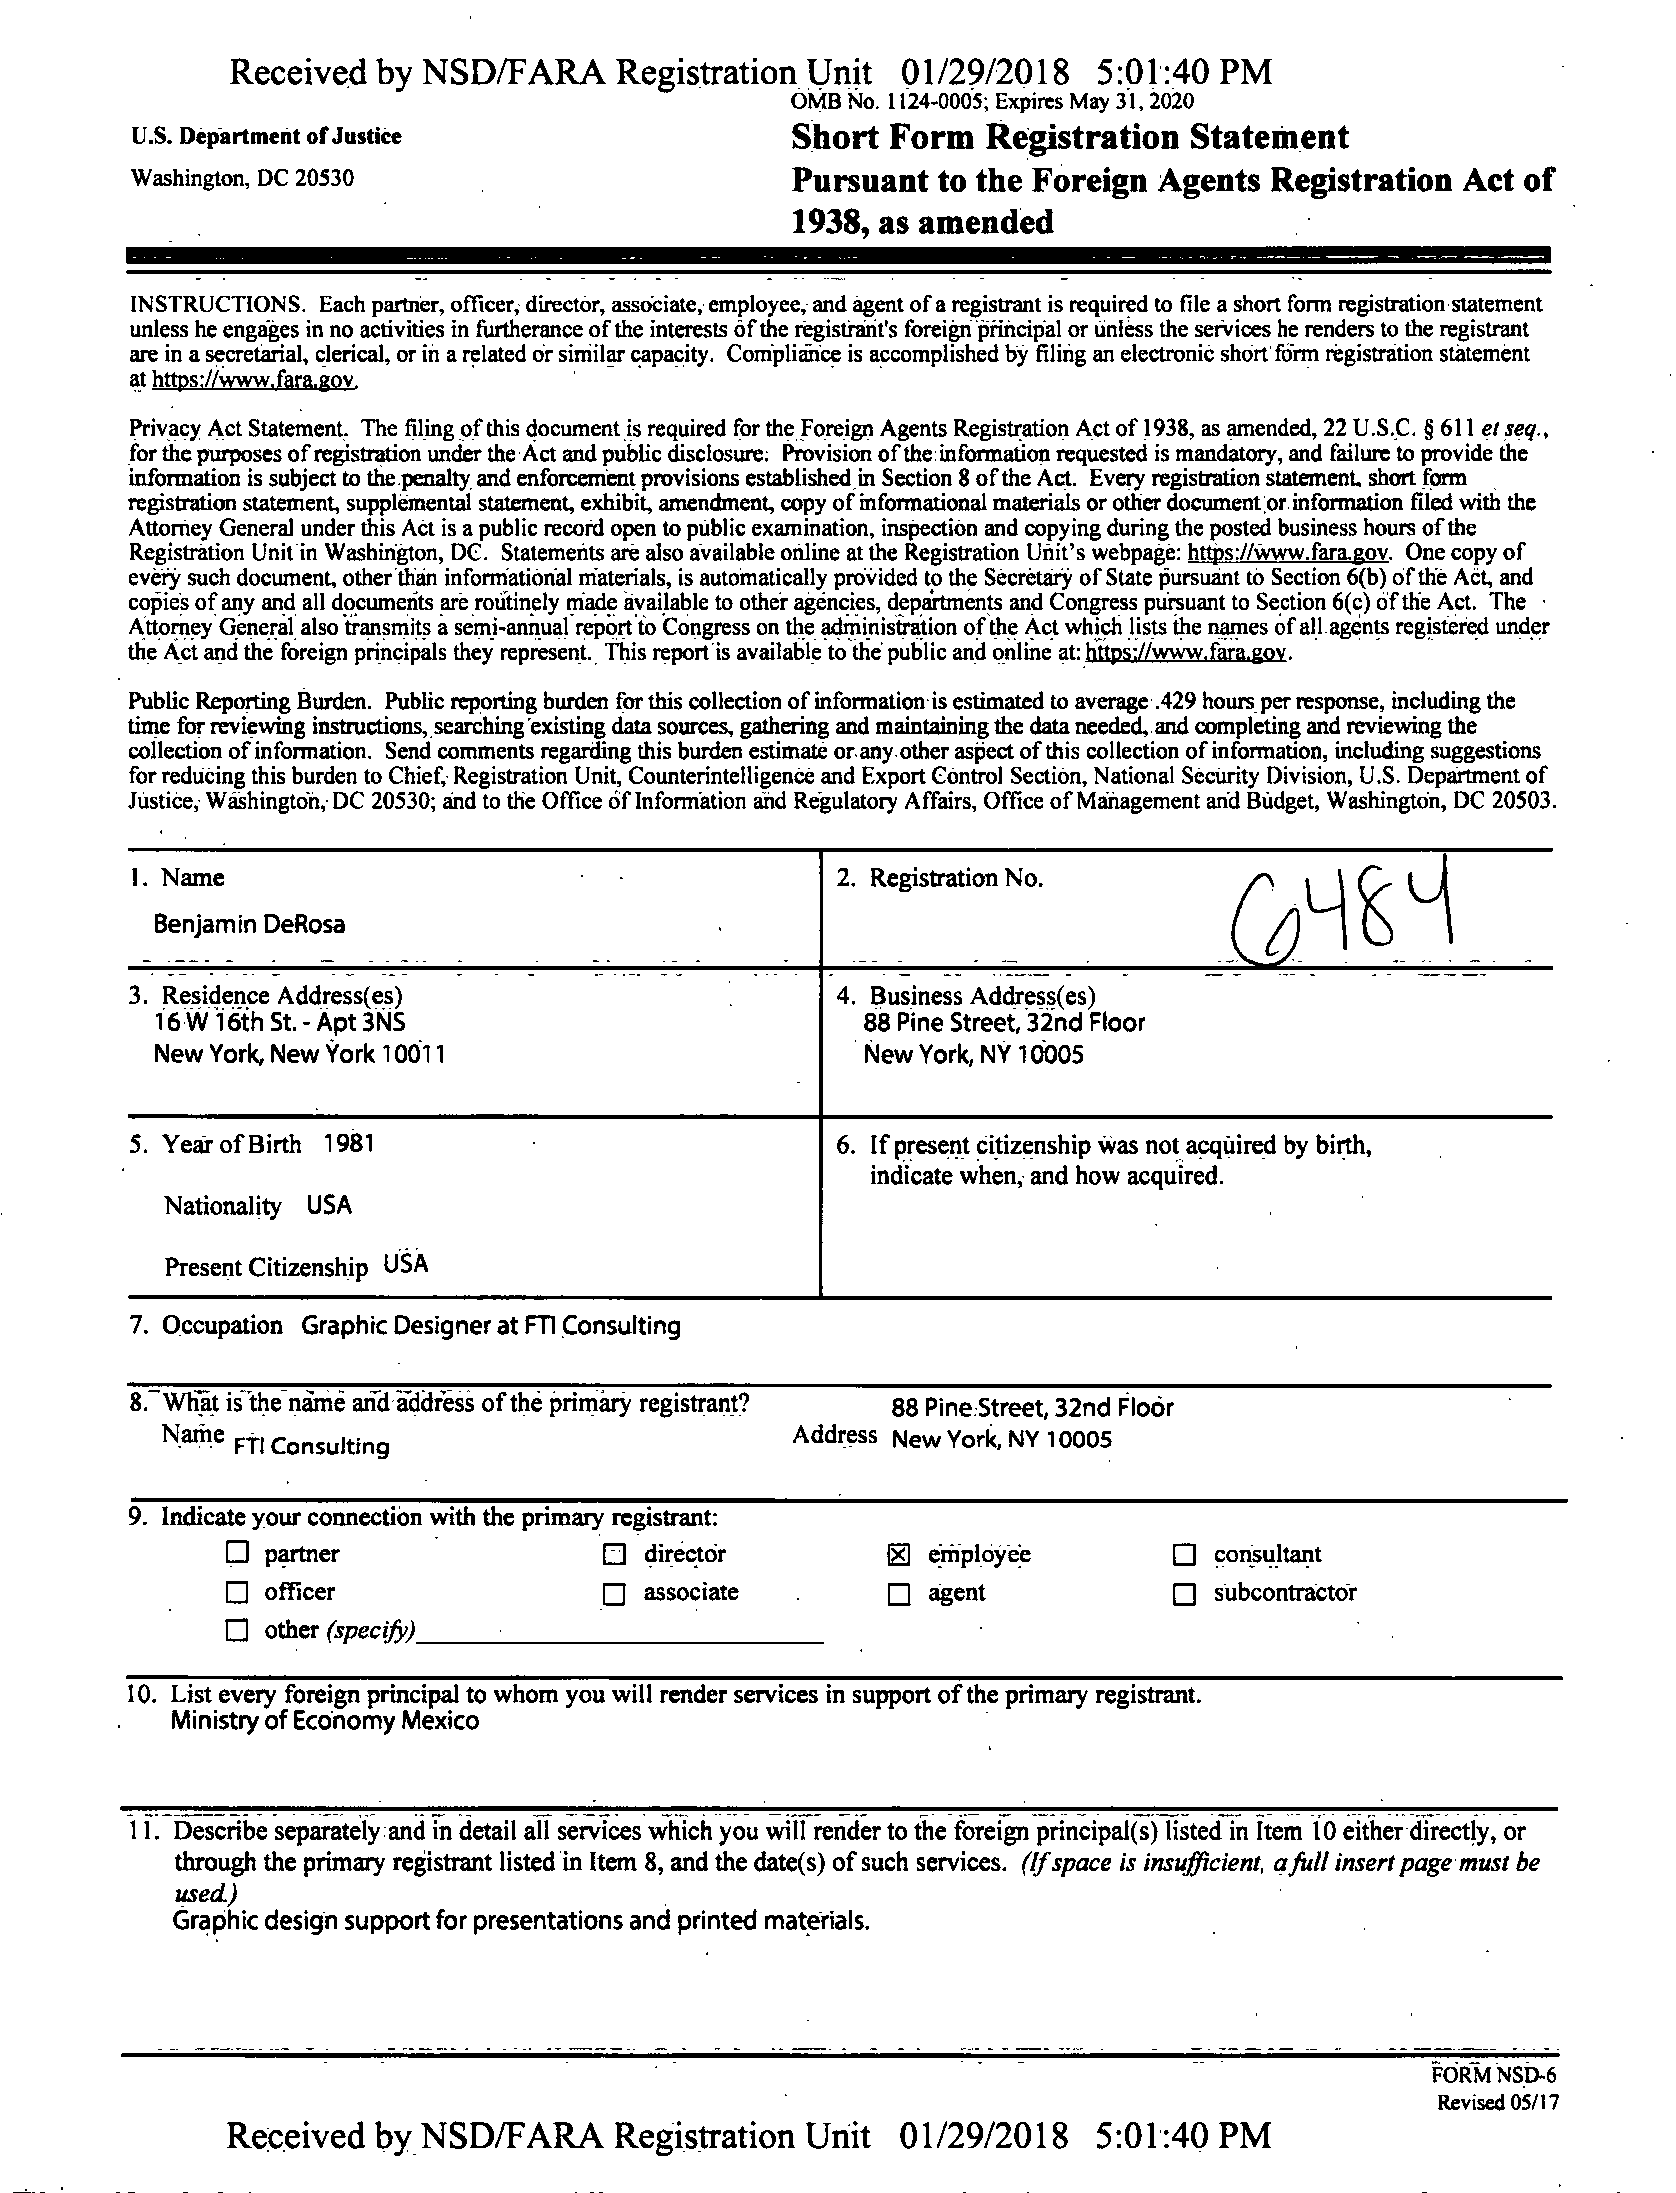 Received by NSD/FARA Registration Unit 01/29/2018 5:01:40 PM
OMB No. 1124-0005; Expires May 31, 2020
U.S. Department of Justice
Washington, DC 20530
Short Form Registration Statement
Pursuant to the Foreign Agents Registration Act of
1938, as amended
INSTRUCTIONS. Each partner, officer, director, associate, employee, and agent of a registrant is required to file a short form registration statement
unless he engages in no activities in furtherance of the interests of the registrant's foreign principal or unless the services he renders to the registrant
are in a secretarial, clerical, or in a related or similar capacity. Compliance is accomplished by filing an electronic short form registration statement
at https://www.fara.gov.
Privacy Act Statement. The filing of this document is required for the Foreign Agents Registration Act of 1938, as amended, 22 U.S.C. § 611 et seq.,
for the purposes of registration under the Act and public disclosure. Provision of the information requested is mandatory, and failure to provide the
information is subject to the penalty and enforcement provisions established in Section 8 of the Act. Every registration statement, short form
registration statement, supplemental statement, exhibit, amendment, copy of informational materials or other document or information filed with the
Attorney General under this Act is a public record open to public examination, inspection and copying during the posted business hours of the
Registration Unit in Washington, DC. Statements are also available online at the Registration Unit's webpage: https://www.fara.gov. One copy of
every such document, other than informational materials, is automatically provided to the Secretary of State pursuant to Section 6(b) of the Act, and
copies of any and all documents are routinely made available to other agencies, departments and Congress pursuant to Section 6(c) of the Act. The
Attorney General also transmits a semi-annual report to Congress on the administration of the Act which lists the names of all agents registered under
the Act and the foreign principals they represent. This report is available to the public and online at: https://www.fara.gov.
Public Reporting Burden. Public reporting burden for this collection of information is estimated to average .429 hours per response, including the
time for reviewing instructions, searching existing data sources, gathering and maintaining the data needed, and completing and reviewing the
collection of information. Send comments regarding this burden estimate or any other aspect of this collection of information, including suggestions
for reducing this burden to Chief, Registration Unit, Counterintelligence and Export Control Section, National Security Division, U.S. Department of
Justice, Washington, DC 20530; and to the Office of Information and Regulatory Affairs, Office of Management and Budget, Washington, DC 20503.
1. Name
Benjamin DeRosa
2. Registration No.
6484
3. Residence Address(es)
16 W 16th St. - Apt 3NS
New York, New York 10011
4. Business Address(es)
88 Pine Street, 32nd Floor
New York, NY 10005
5. Year of Birth 1981
Nationality USA
Present Citizenship USA
6. If present citizenship was not acquired by birth,
indicate when, and how acquired.
7. Occupation Graphic Designer at FTI Consulting
8. What is the name and address of the primary registrant?
Name FTI Consulting
88 Pine Street, 32nd Floor
Address New York, NY 10005
9. Indicate your connection with the primary registrant:
☐ partner ☐ director ☒ employee ☐ consultant
☐ officer ☐ associate ☐ agent ☐ subcontractor
☐ other (specify)
10. List every foreign principal to whom you will render services in support of the primary registrant.
Ministry of Economy Mexico
11. Describe separately and in detail all services which you will render to the foreign principal(s) listed in Item 10 either directly, or
through the primary registrant listed in Item 8, and the date(s) of such services. (If space is insufficient, a full insert page must be
used.)
Graphic design support for presentations and printed materials.
FORM NSD-6
Revised 05/17
Received by NSD/FARA Registration Unit 01/29/2018 5:01:40 PM